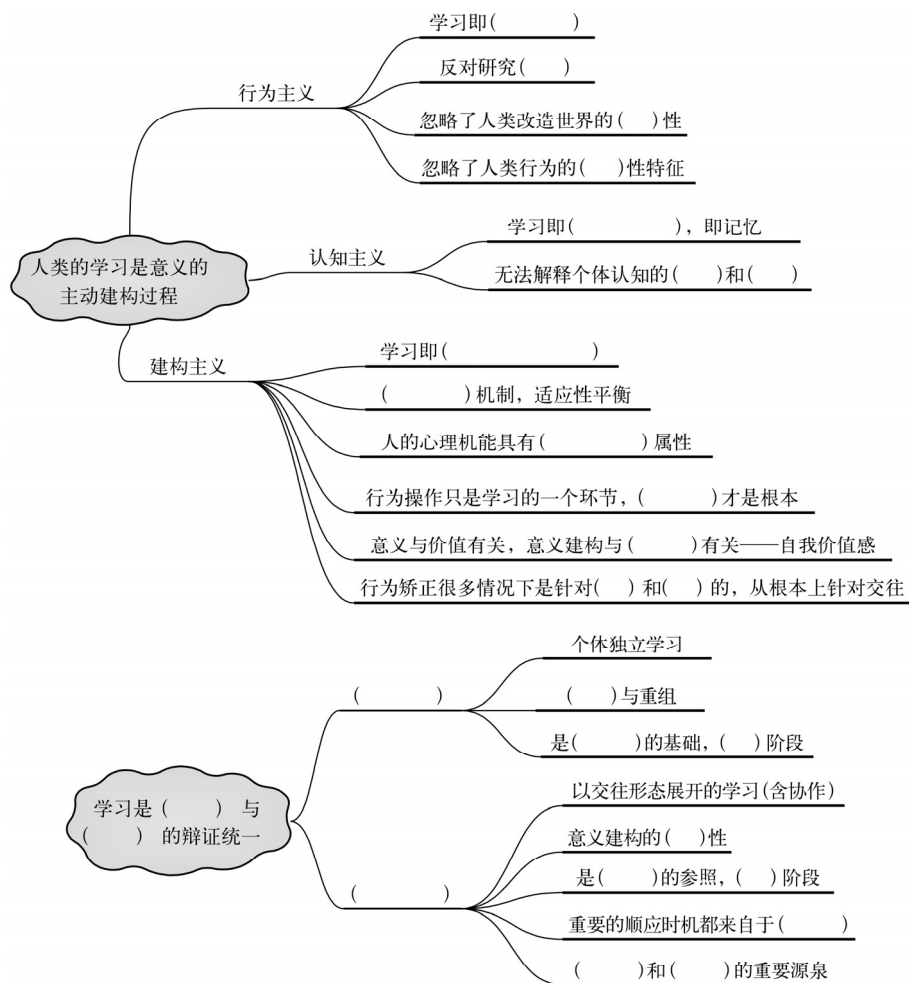 学习即(        )
反对研究(    )
行为主义
忽略了人类改造世界的(  )性
忽略了人类行为的(   )性特征
人类的学习是意义的
主动建构过程
认知主义
学习即(          )，即记忆
无法解释个体认知的(    )和(    )
建构主义
学习即(              )
(        )机制，适应性平衡
人的心理机能具有(          )属性
行为操作只是学习的一个环节，(      )才是根本
意义与价值有关，意义建构与(      )有关——自我价值感
行为矫正很多情况下是针对(  )和(  )的，从根本上针对交往
个休独立学习
(        )
(    )与重组
是(      )的基础，(  )阶段
学习是(    )与
(    )的辩证统一
以交往形态展开的学习(含协作)
意义建构的(  )性
(        )
是(      )的参照，(  )阶段
重要的顺应时机都来自于(      )
(      )和(      )的重要源泉